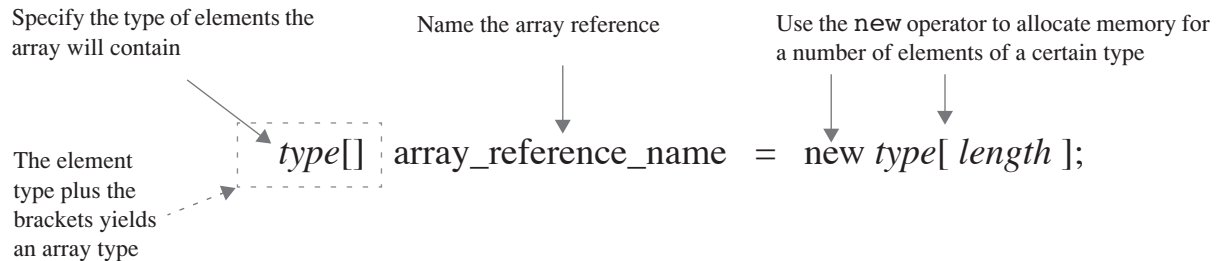 Specify the type of elements the
array will contain
Name the array reference
Use the new operator to allocate memory for
a number of elements of a certain type
type[] array_reference_name = new type[ length ];
The element
type plus the
brackets yields
an array type